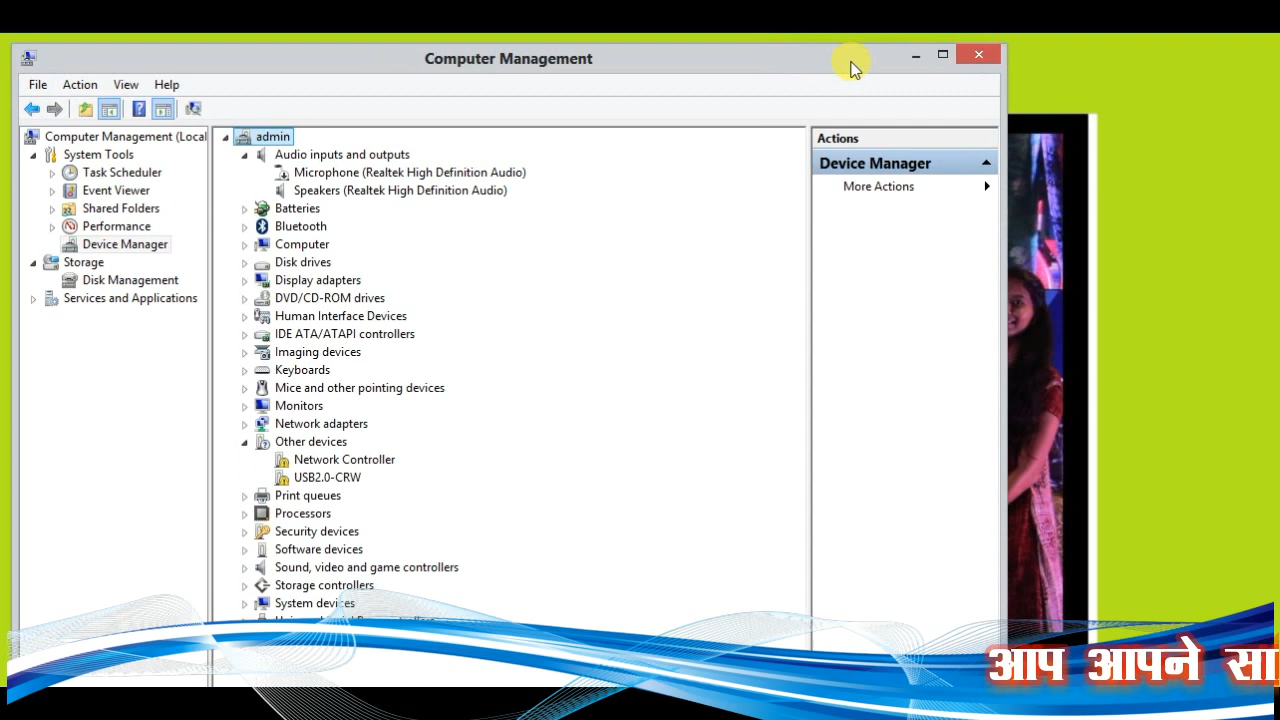 Computer Management
File Action View Help
Computer Management (Local
System Tools
Task Scheduler
Event Viewer
Shared Folders
Performance
Device Manager
Storage
Disk Management
Services and Applications
admin
Audio inputs and outputs
Microphone (Realtek High Definition Audio)
Speakers (Realtek High Definition Audio)
Batteries
Bluetooth
Computer
Disk drives
Display adapters
DVD/CD-ROM drives
Human Interface Devices
IDE ATA/ATAPI controllers
Imaging devices
Keyboards
Mice and other pointing devices
Monitors
Network adapters
Other devices
Network Controller
USB2.0-CRW
Print queues
Processors
Security devices
Software devices
Sound, video and game controllers
Storage controllers
System devices
Actions
Device Manager
More Actions
आप आपने सा